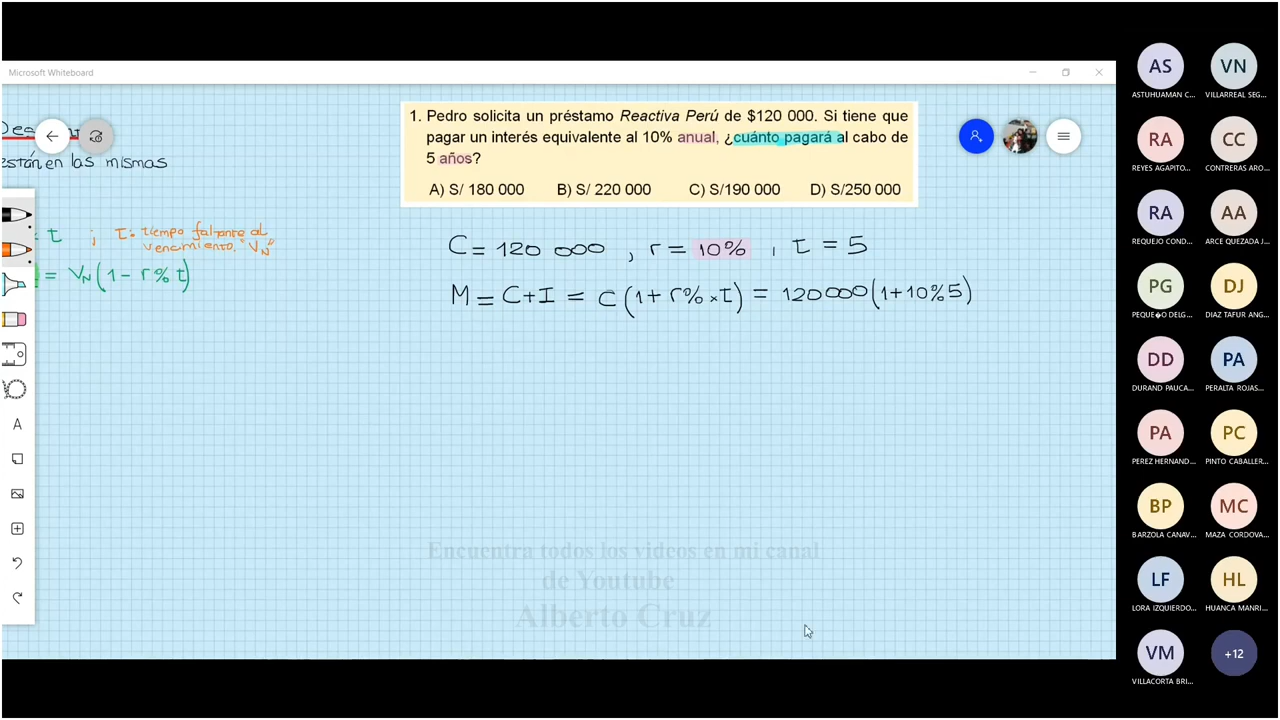 Microsoft White­board
están en las mismas
t ; t = tiempo faltante al
vencimiento. "VN"
= VN(1 - r% t)
1. Pedro solicita un préstamo Reactiva Perú de $120 000. Si tiene que
pagar un interés equivalente al 10% anual, ¿cuánto pagará al cabo de
5 años?
A) S/ 180 000 B) S/ 220 000 C) S/190 000 D) S/250 000
C = 120 000 , r = 10% , t = 5
M = C+I = C(1+r%×t) = 120000(1+10%5)
A
Encuentra todos los videos en mi canal
de Youtube
Alberto Cruz
AS VN
ASTUHUAMAN C... VILLARREAL SEG...
RA CC
REYES AGAPITO... CONTRERAS ARO...
RA AA
REQUEJO COND... ARCE QUEZADA J...
PG DJ
PEQUE�O DELG... DIAZ TAFUR ANG...
DD PA
DURAND PAUCA... PERALTA ROJAS...
PA PC
PEREZ HERNAND... PINTO CABALLER...
BP MC
BARZOLA CANAV... MAZA CORDOVA...
LF HL
LORA IZQUIERDO... HUANCA MANRI...
VM +12
VILLACORTA BRI...